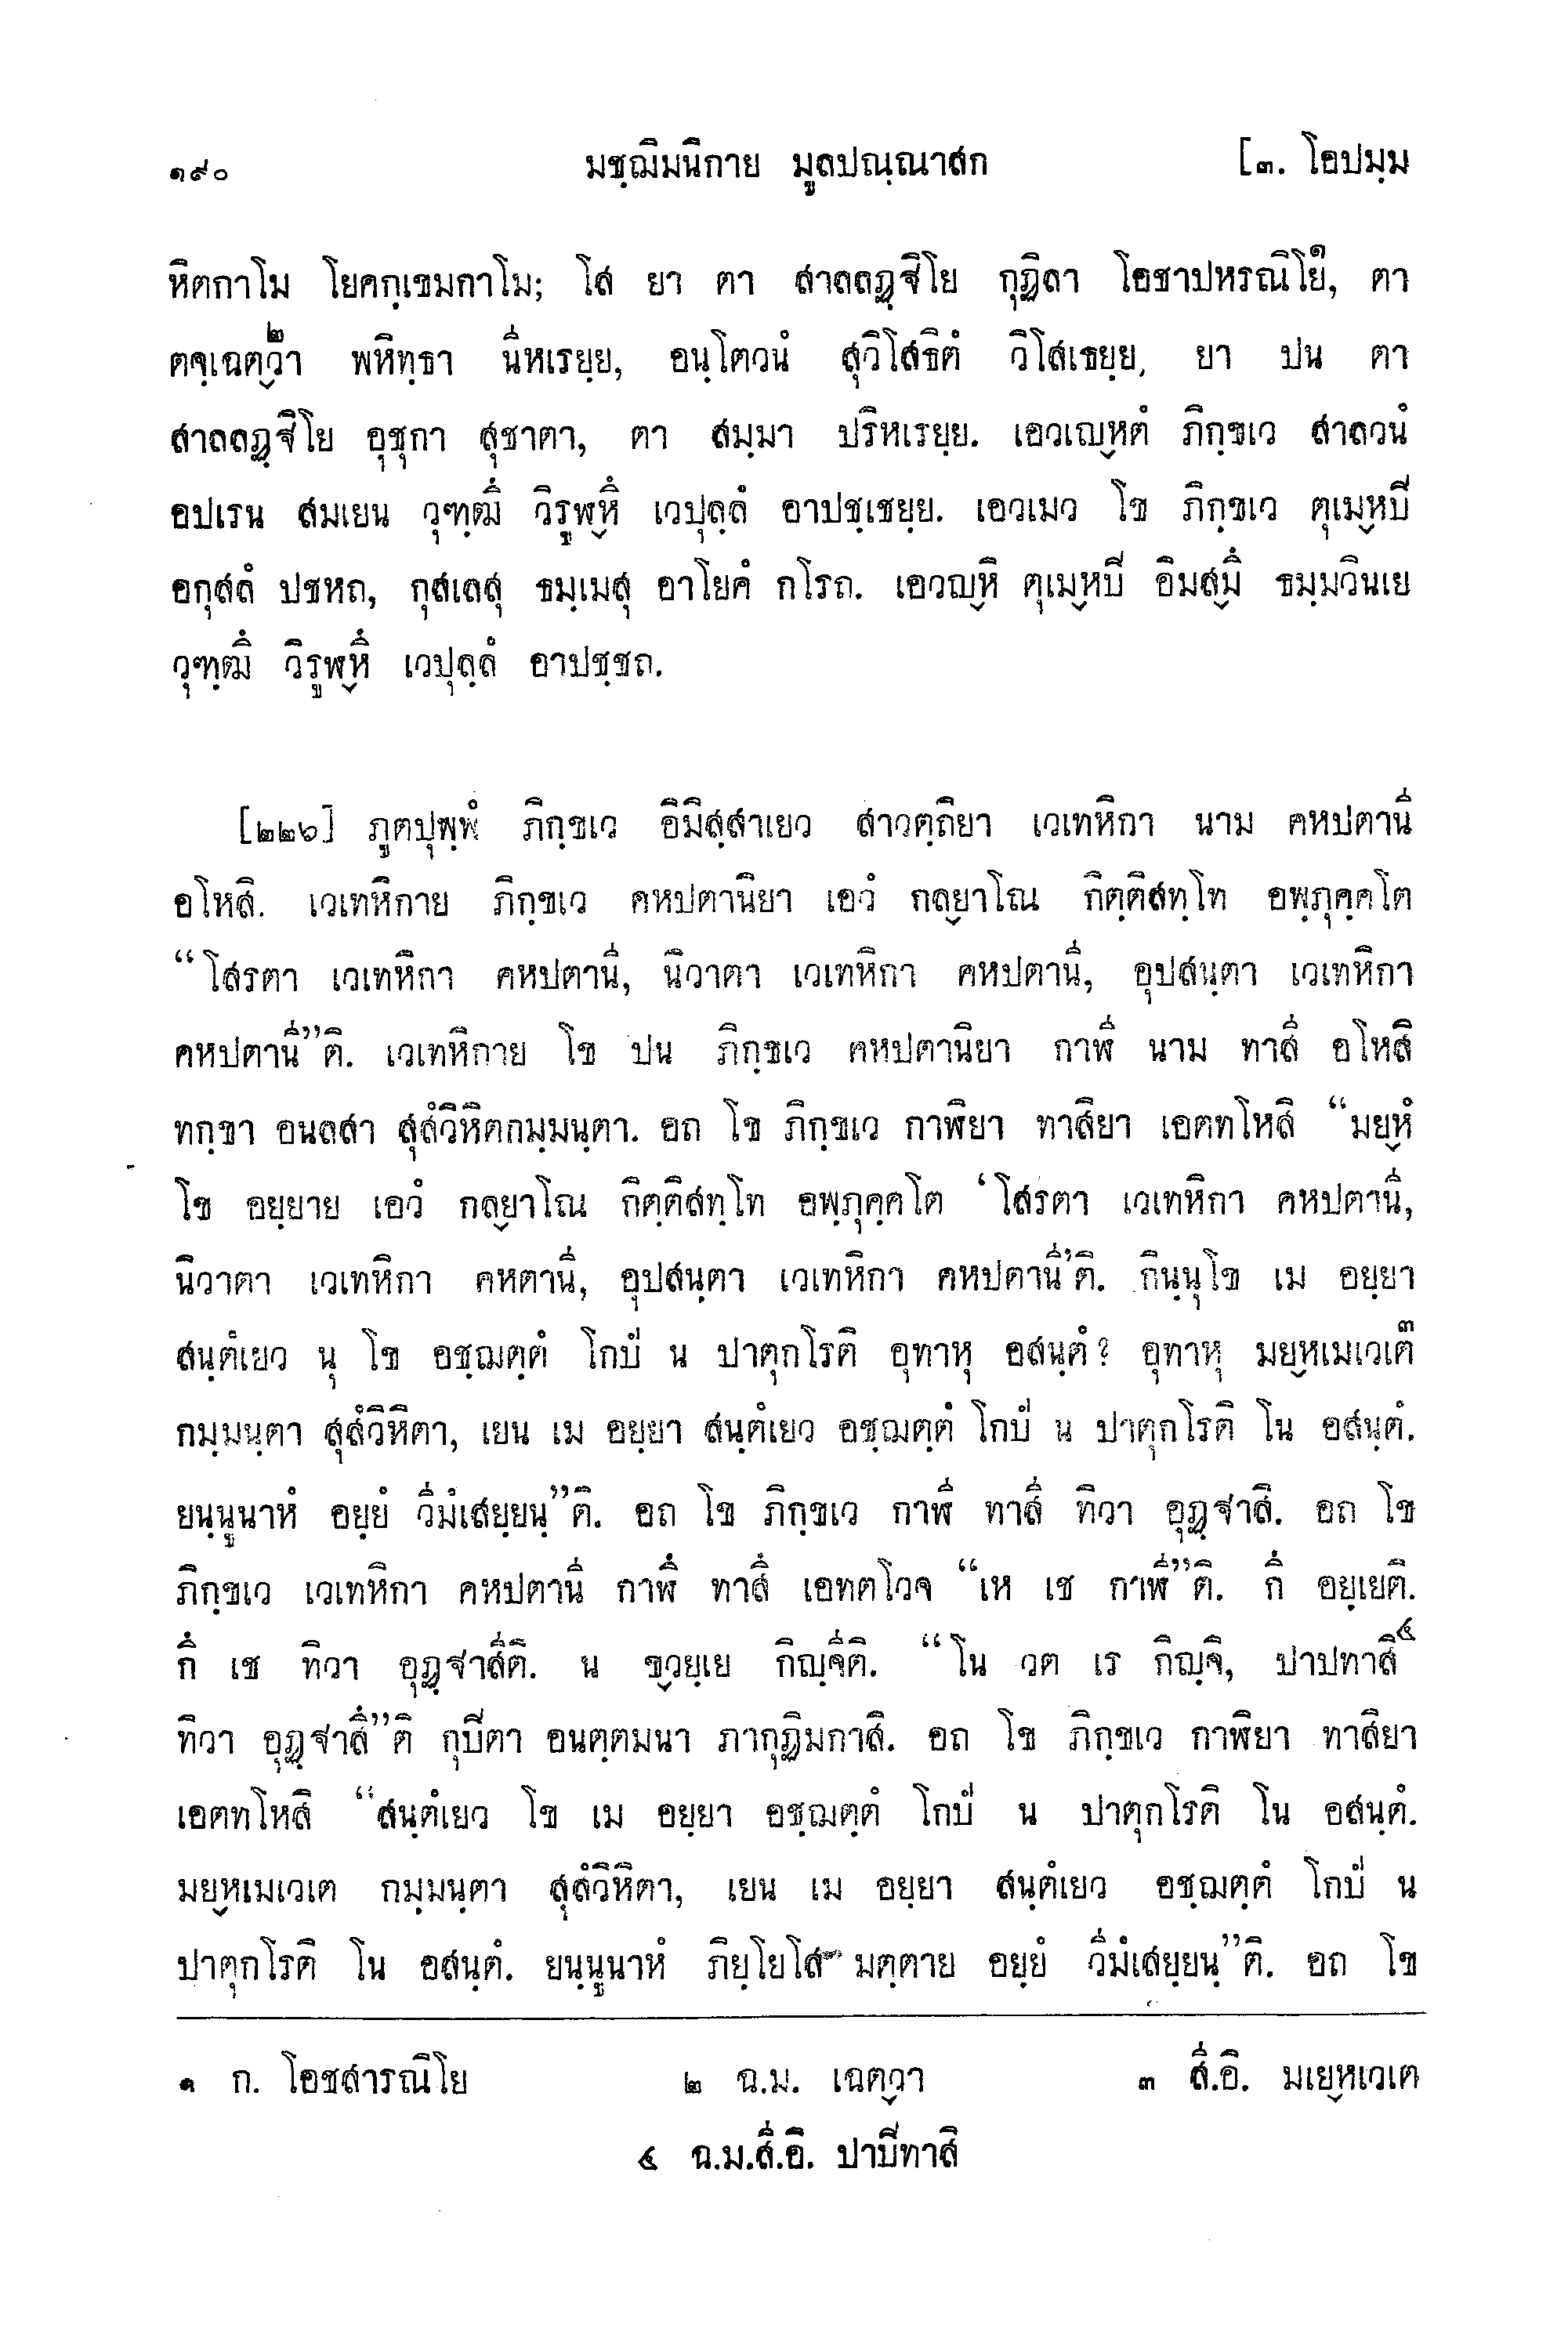 ๑๙๐ มชฺฌิมนิกาย มูลปณฺณาสก [๓. โอปมฺม
หิตกาโม โยคกฺเขมกาโม; โส ยา ตา สาลลฏฺฐิโย กุฏิลา โอชาปหรณิโย๑, ตา
ตจฺเฉตฺวา๒ พหิทฺธา นีหเรยฺย, อนฺโตวนํ สุวิโสธิตํ วิโสเธยฺย, ยา ปน ตา
สาลลฏฺฐิโย อุชุกา สุชาตา, ตา สมฺมา ปริหเรยฺย. เอวเญฺหตํ ภิกฺขเว สาลวนํ
อปเรน สมเยน วุฑฺฒึ วิรูฬฺหึ เวปุลฺลํ อาปชฺเชยฺย. เอวเมว โข ภิกฺขเว ตุเมฺหปิ
อกุสลํ ปชหถ, กุสเลสุ ธมฺเมสุ อาโยคํ กโรถ. เอวญฺหิ ตุเมฺหปิ อิมสฺมึ ธมฺมวินเย
วุฑฺฒึ วิรูฬฺหึ เวปุลฺลํ อาปชฺชถ.
[๒๒๖] ภูตปุพฺพํ ภิกฺขเว อิมิสฺสาเยว สาวตฺถิยา เวเทหิกา นาม คหปตานี
อโหสิ. เวเทหิกาย ภิกฺขเว คหปตานิยา เอวํ กลฺยาโณ กิตฺติสทฺโท อพฺภุคฺคโต
“โสรตา เวเทหิกา คหปตานี, นิวาตา เวเทหิกา คหปตานี, อุปสนฺตา เวเทหิกา
คหปตานี”ติ. เวเทหิกาย โข ปน ภิกฺขเว คหปตานิยา กาฬี นาม ทาสี อโหสิ
ทกฺขา อนลสา สุสํวิหิตกมฺมนฺตา. อถ โข ภิกฺขเว กาฬิยา ทาสิยา เอตทโหสิ “มยฺหํ
โข อยฺยาย เอวํ กลฺยาโณ กิตฺติสทฺโท อพฺภุคฺคโต ‘โสรตา เวเทหิกา คหปตานี,
นิวาตา เวเทหิกา คหตานี, อุปสนฺตา เวเทหิกา คหปตานี’ติ. กินฺนุโข เม อยฺยา
สนฺตํเยว นุ โข อชฺฌตฺตํ โกปํ น ปาตุกโรติ อุทาหุ อสนฺตํ? อุทาหุ มยฺหเมเวเต๓
กมฺมนฺตา สุสํวิหิตา, เยน เม อยฺยา สนฺตํเยว อชฺฌตฺตํ โกปํ น ปาตุกโรติ โน อสนฺตํ.
ยนฺนูนาหํ อยฺยํ วีมํเสยฺยนฺ”ติ. อถ โข ภิกฺขเว กาฬี ทาสี ทิวา อุฏฺฐาสิ. อถ โข
ภิกฺขเว เวเทหิกา คหปตานี กาฬึ ทาสึ เอทตโวจ “เห เช กาฬี”ติ. กึ อยฺเยติ.
กึ เช ทิวา อุฏฺฐาสีติ. น ขฺวยฺเย กิญฺจีติ. “โน วต เร กิญฺจิ, ปาปทาสิ๔
ทิวา อุฏฺฐาสี”ติ กุปิตา อนตฺตมนา ภากุฏิมกาสิ. อถ โข ภิกฺขเว กาฬิยา ทาสิยา
เอตทโหสิ “สนฺตํเยว โข เม อยฺยา อชฺฌตฺตํ โกปํ น ปาตุกโรติ โน อสนฺตํ.
มยฺหเมเวเต กมฺมนฺตา สุสํวิหิตา, เยน เม อยฺยา สนฺตํเยว อชฺฌตฺตํ โกปํ น
ปาตุกโรติ โน อสนฺตํ. ยนฺนูนาหํ ภิยฺโยโส มตฺตาย อยฺยํ วีมํเสยฺยนฺ”ติ. อถ โข
๑ ก. โอชสารณิโย ๒ ฉ.ม. เฉตฺวา ๓ สี.อิ. มเยฺหเวเต
๔ ฉ.ม.สี.อิ. ปาปิทาสิ